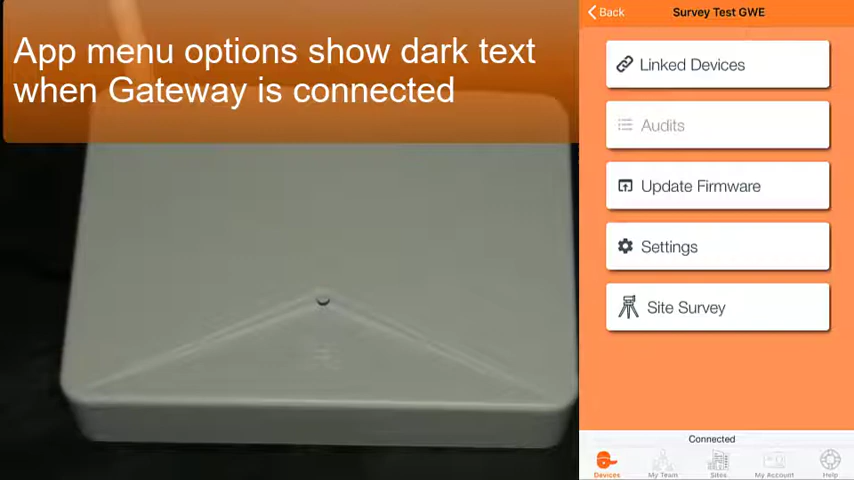 App menu options show dark text
when Gateway is connected
Back
Survey Test GWE
Linked Devices
Audits
Update Firmware
Settings
Site Survey
Connected
Devices
My Team
Sites
My Account
Help